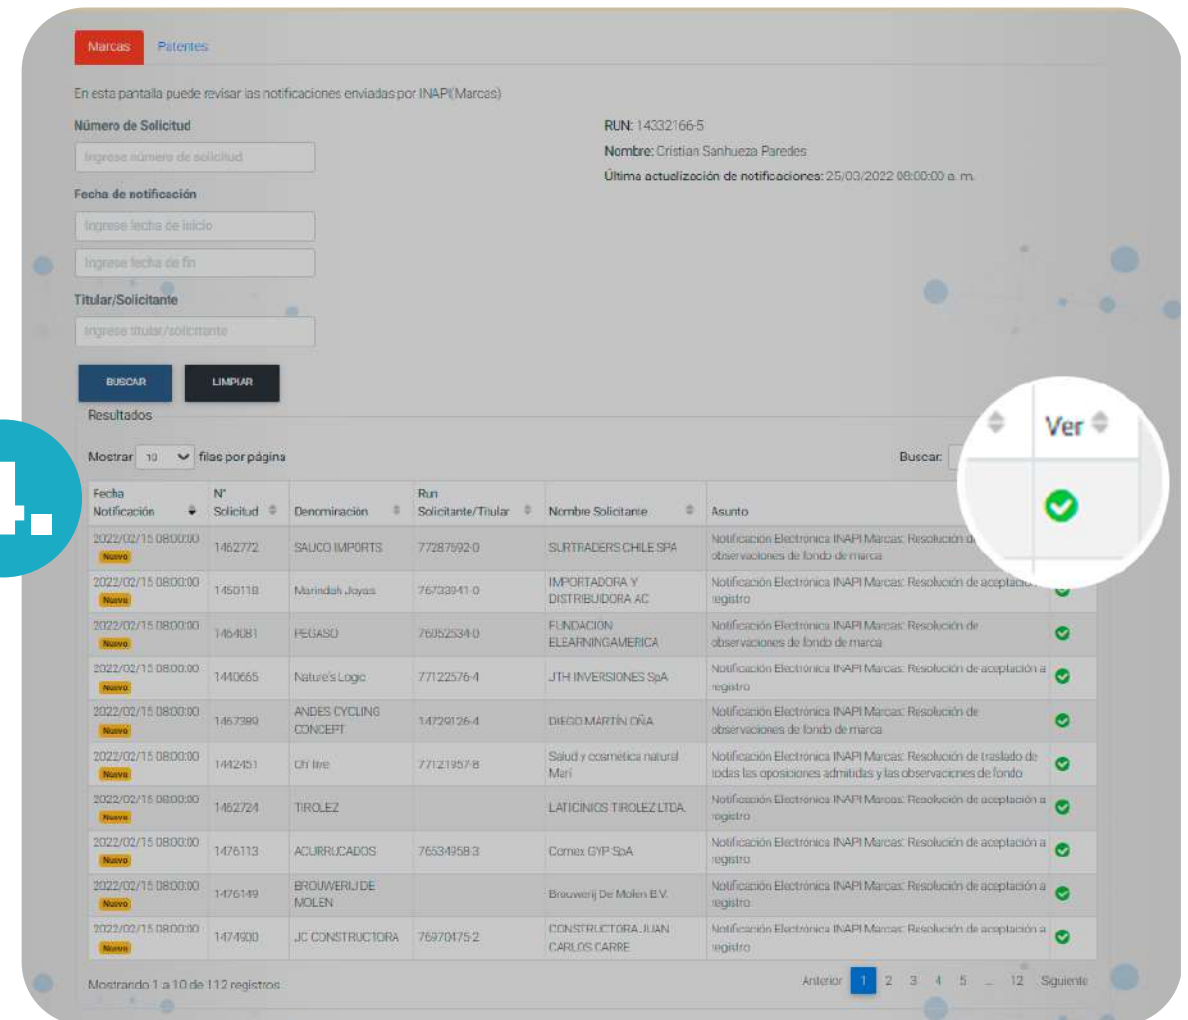 Marcas Patentes
En esta pantalla puede revisar las notificaciones enviadas por INAPI(Marcas)
Número de Solicitud
Ingrese número de solicitud
RUN: 14332166-5
Nombre: Cristian Sanhueza Paredes
Última actualización de notificaciones: 25/03/2022 08:00:00 a. m.
Fecha de notificación
Ingrese fecha de inicio
Ingrese fecha de fin
Titular/Solicitante
Ingrese titular/solicitante
BUSCAR LIMPIAR
Resultados
4.
Mostrar 10 filas por página
Buscar:
Ver
Fecha Notificación N° Solicitud Denominación Run Solicitante/Titular Nombre Solicitante Asunto
2022/02/15 08:00:00 Nuevo 1462772 SAUCO IMPORTS 77287692-0 SURTRADERS CHILE SPA Notificación Electrónica INAPI Marcas: Resolución de
observaciones de fondo de marca
2022/02/15 08:00:00 Nuevo 1450118 Marindah Joyas 76733941-0 IMPORTADORA Y DISTRIBUIDORA AC Notificación Electrónica INAPI Marcas: Resolución de aceptación
registro
2022/02/15 08:00:00 Nuevo 1464081 PEGASO 76052534-0 FUNDACION ELEARNINGAMERICA Notificación Electrónica INAPI Marcas: Resolución de
observaciones de fondo de marca
2022/02/15 08:00:00 Nuevo 1440665 Nature's Logic 77122576-4 JTH INVERSIONES SpA Notificación Electrónica INAPI Marcas: Resolución de aceptación a
registro
2022/02/15 08:00:00 Nuevo 1467389 ANDES CYCLING CONCEPT 14729126-4 DIEGO MARTÍN OÑA Notificación Electrónica INAPI Marcas: Resolución de
observaciones de fondo de marca
2022/02/15 08:00:00 Nuevo 1442451 77121957-8 Salud y cosmética natural Mari Notificación Electrónica INAPI Marcas: Resolución de traslado de
todas las oposiciones admitidas y las observaciones de fondo
2022/02/15 08:00:00 Nuevo 1462724 TIROLEZ LATICÍNIOS TIROLEZ LTDA. Notificación Electrónica INAPI Marcas: Resolución de aceptación a
registro
2022/02/15 08:00:00 Nuevo 1476113 ACURRUCADOS 76534958-3 Comex GYP SpA Notificación Electrónica INAPI Marcas: Resolución de aceptación a
registro
2022/02/15 08:00:00 Nuevo 1476149 BROUWERIJ DE MOLEN Brouwerij De Molen B.V. Notificación Electrónica INAPI Marcas: Resolución de aceptación a
registro
2022/02/15 08:00:00 Nuevo 1474900 JC CONSTRUCTORA 76970475-2 CONSTRUCTORA JUAN CARLOS CARRE Notificación Electrónica INAPI Marcas: Resolución de aceptación a
registro
Mostrando 1 a 10 de 112 registros
Anterior 1 2 3 4 5 ... 12 Siguiente